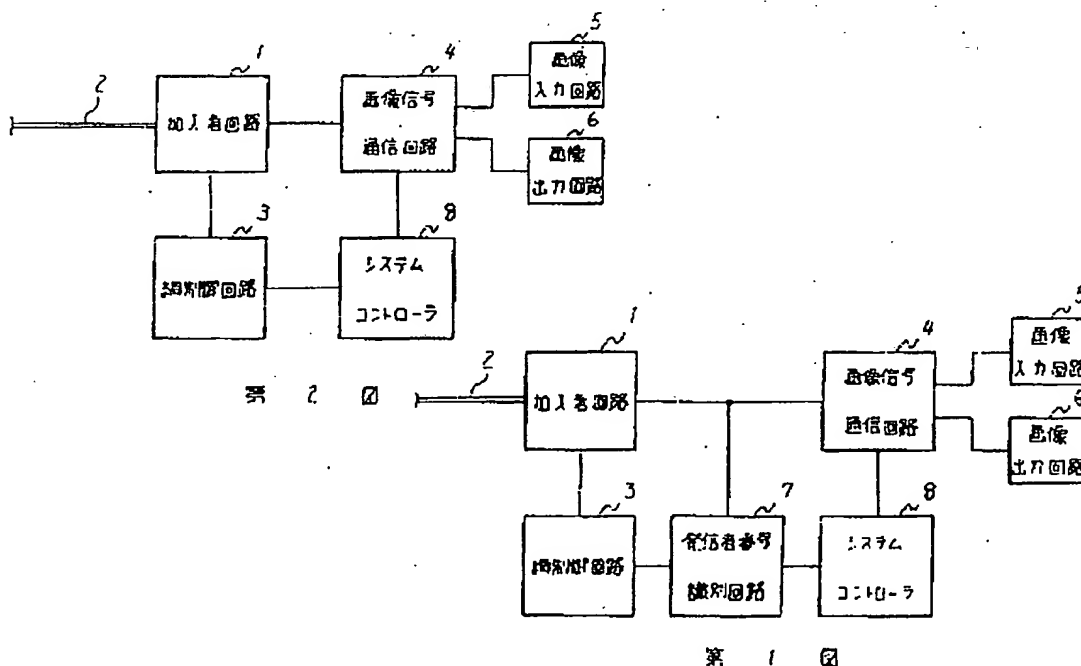 1
2
加入者回路
4
画像信号
通信回路
5
画像
入力回路
6
画像
出力回路
3
回路
8
システム
コントローラ
第 2 図
1
2
加入者回路
4
画像信号
通信回路
5
画像
入力回路
6
画像
出力回路
3
回路
7
発信者番号
識別回路
8
システム
コントローラ
第 1 図